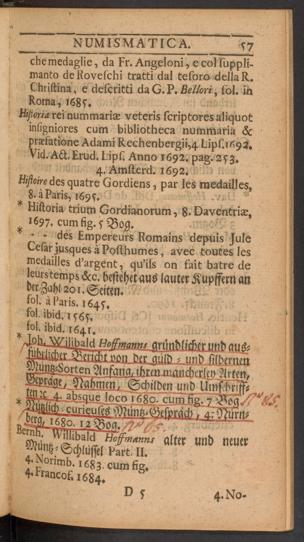 NUMISMATICA. 57
che medaglie, da Fr. Angeloni, e col suppli-
manto de Roveschi tratti dal tesoro della R.
Christina, e descritti da G. P. Bellori, fol. in
Roma, 1685.
Historia rei nummariæ veteris scriptores aliquot
insigniores cum bibliotheca nummaria &
præfatione Adami Rechenbergii, 4 Lips. 1692.
Vid. Act. Erud. Lips. Anno 1692. pag. 253.
4. Amsterd. 1692.
Histoire des quatre Gordiens, par les medailles,
8. à Paris, 1695.
* Historia trium Gordianorum, 8. Daventriæ,
1697. cum fig. 5 Bog.
* - - des Empereurs Romains depuis Jule
Cesar jusques à Posthumes, avec toutes les
medailles d'argent, qu'ils on fait batre de
leurs temps &c. bestehet aus lauter Kupffern an
der Zahl 201. Seiten.
fol. à Paris. 1645.
fol. ibid. 1565.
fol. ibid. 1641.
* Joh. Wilibald Hoffmanns gründlicher und aus-
führlicher Bericht von der güld- und silbernen
Müntz-Sorten Anfang, ihren mancherley Arten,
Gepräge, Nahmen, Schilden und Umschriff-
ten ꝛc 4. absque loco 1680. cum fig. 7 Bog.
* Nützlich-curieuses Müntz-Gespräch, 4. Nürn-
berg, 1680. 12 Bog.
Bernh. Willibald Hoffmanns alter und neuer
Müntz-Schlüssel Part. II.
4. Norimb. 1683. cum fig.
4. Francof. 1684.
D 5 4. No-